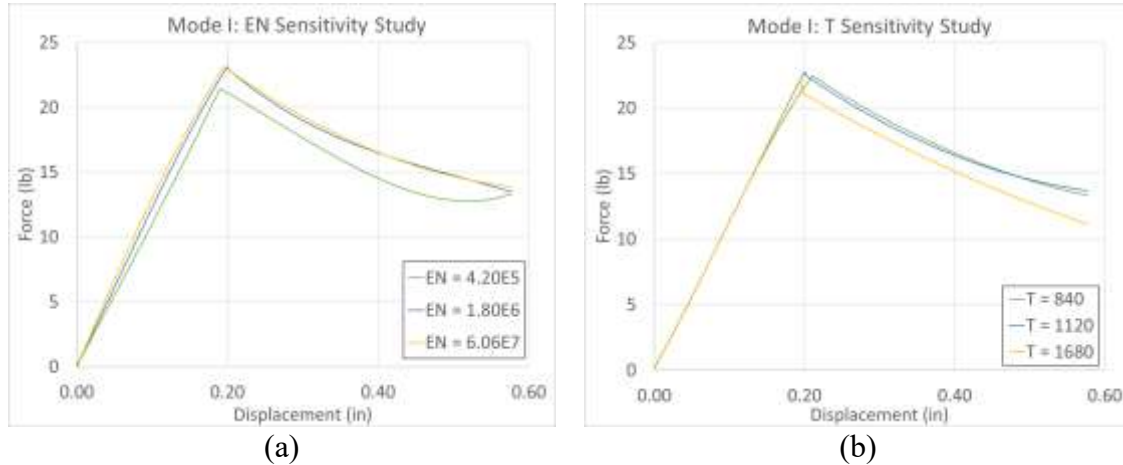 Mode I: EN Sensitivity Study
25
20
15
10
5
0
Force (lb)
EN = 4.20E5
EN = 1.80E6
EN = 6.06E7
0.00 0.20 0.40 0.60
Displacement (in)
(a)
Mode I: T Sensitivity Study
25
20
15
10
5
0
Force (lb)
T = 840
T = 1120
T = 1680
0.00 0.20 0.40 0.60
Displacement (in)
(b)